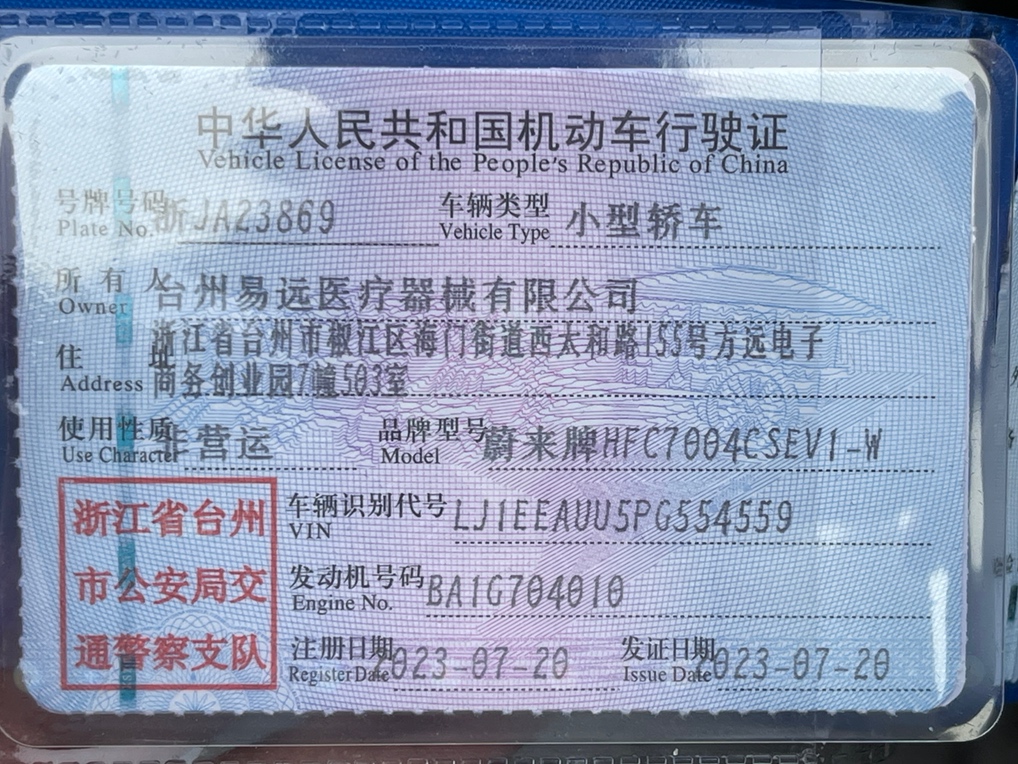 中华人民共和国机动车行驶证
Vehicle License of the People's Republic of China
号牌号码 浙JA23869 车辆类型 小型轿车
Plate No. Vehicle Type
所有人 台州易远医疗器械有限公司
Owner
住址 浙江省台州市椒江区海门街道西太和路155号方远电子
Address 商务创业园7幢503室
使用性质 非营运 品牌型号 蔚来牌HFC7004CSEV1-W
Use Character Model
浙江省台州
市公安局交
通警察支队
车辆识别代号 LJ1EEAUU5PG554559
VIN
发动机号码 BA1G704010
Engine No.
注册日期 2023-07-20 发证日期 2023-07-20
Register Date Issue Date